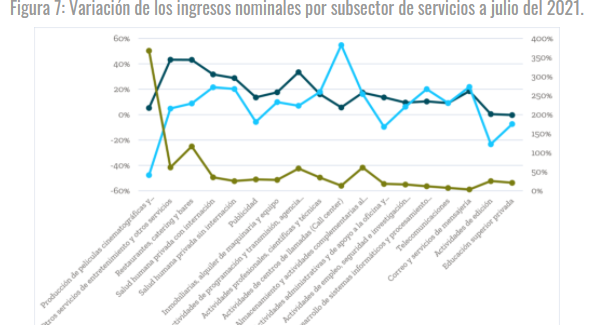 Figura 7: Variación de los ingresos nominales por subsector de servicios a julio del 2021.
60%
40%
20%
0%
-20%
-40%
-60%
400%
350%
300%
250%
200%
150%
100%
50%
0%
Producción de películas cinematográficas y...
otros servicios de entretenimiento y otros servicios
Restaurantes, catering y bares
Salud humana privada con internación
Salud humana privada sin internación
Publicidad
Inmobiliarias, alquiler de maquinaria y equipo
ctividades de programación y transmisión, agencia...
Actividades profesionales, científicas y técnicas
Actividades de centros de llamadas (Call center)
Almacenamiento y actividades complementarias al...
ctividades administrativas y de apoyo a la oficina y...
Actividades de empleo, seguridad e investigación...
arrollo de sistemas informáticos y procesamiento...
Telecomunicaciones
Correo y servicios de mensajería
Actividades de edición
Educación superior privada